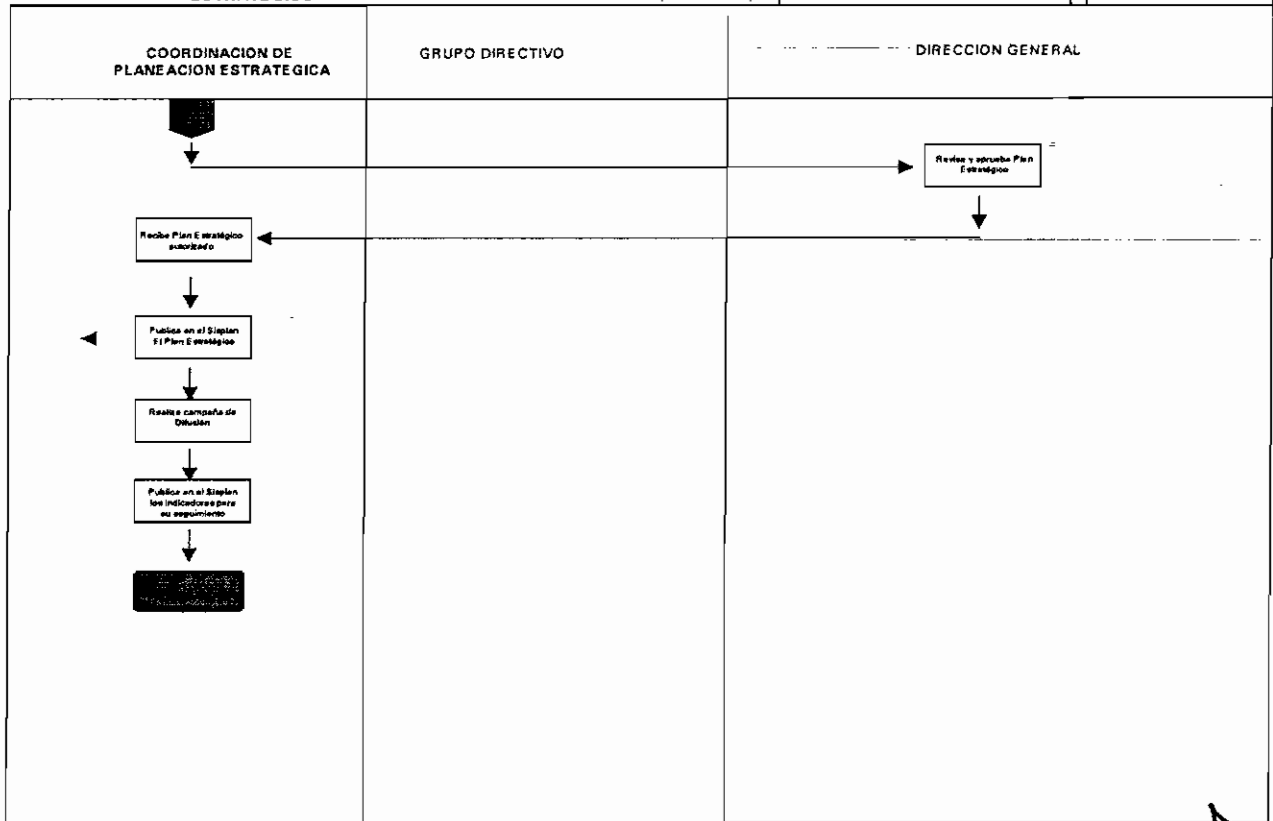 COORDINACION DE
PLANEACION ESTRATEGICA
GRUPO DIRECTIVO
DIRECCION GENERAL
Revisa y aprueba Plan
Estratégico
Recibe Plan Estratégico
autorizado
Publica en el Sisplan
El Plan Estratégico
Realiza campaña de
Difusión
Publica en el Sisplan
los indicadores para
su seguimiento